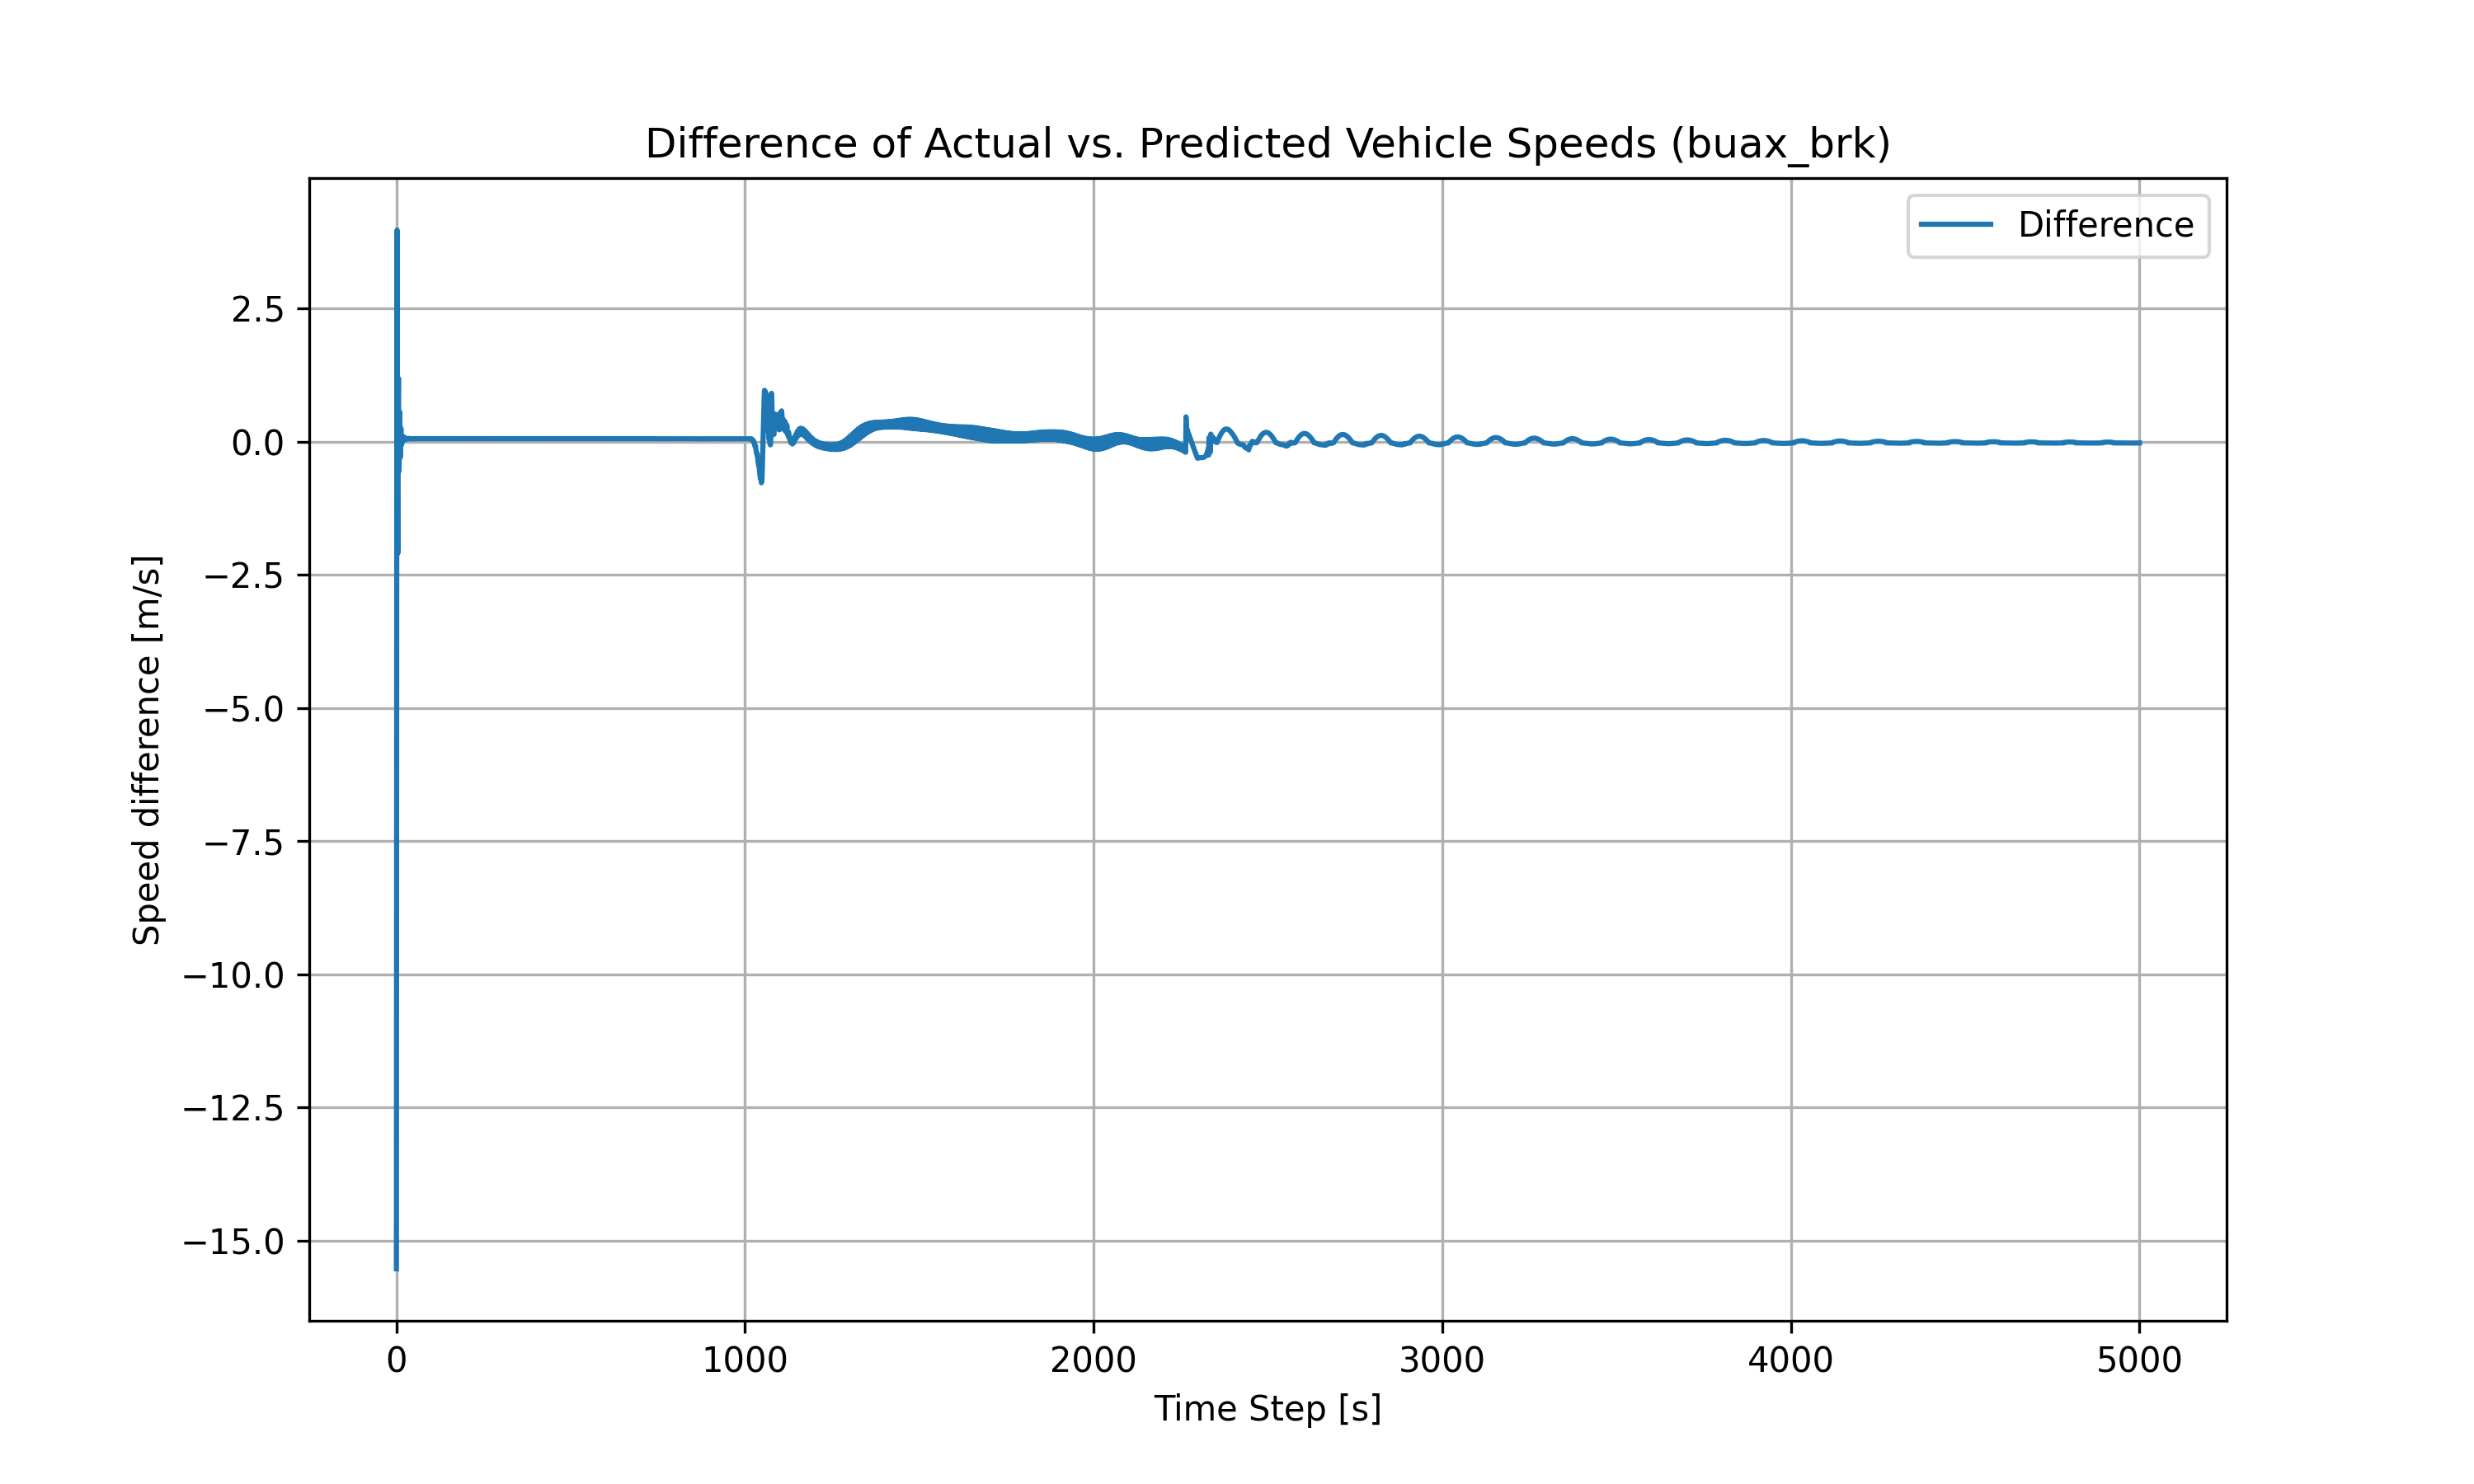 Difference of Actual vs. Predicted Vehicle Speeds (buax_brk)
Difference
2.5
0.0
−2.5
−5.0
−7.5
−10.0
−12.5
−15.0
Speed difference [m/s]
0 1000 2000 3000 4000 5000
Time Step [s]